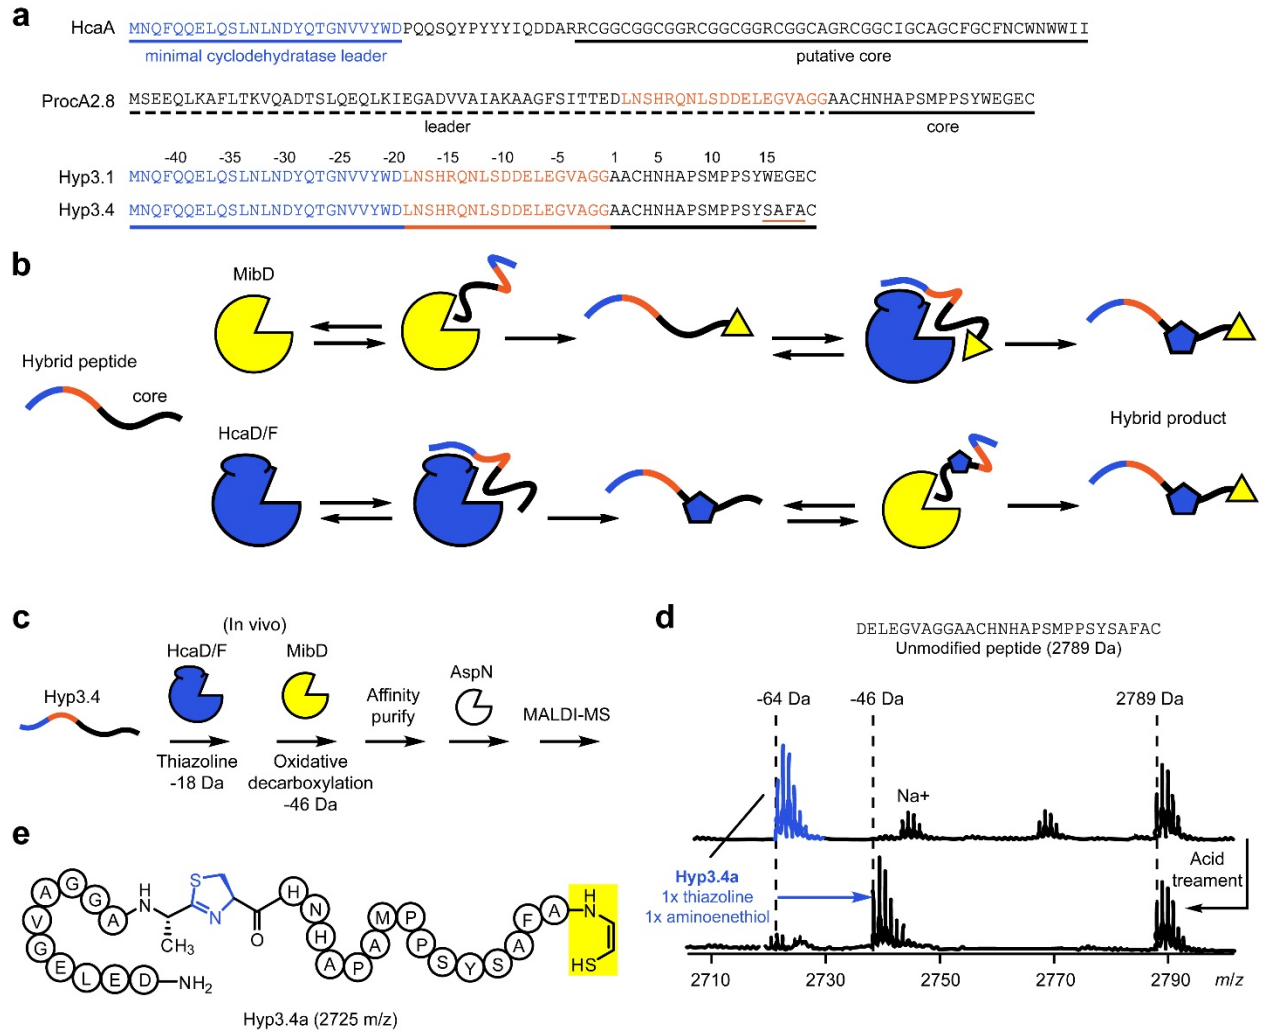 a
HcaA MNQFQQELQSLNLNDYQTGNVVYWDPQQSQYPYYYIQDDARRCGGCGGCGGRCGGCGGRCGGCAGRCGGCIGCAGCFGCFNCWNWWII
minimal cyclodehydratase leader putative core
ProcA2.8 MSEEQLKAFLTKVQADTSLQEQLKIEGADVVAIAKAAGFSITTEDLNSHRQNLSDDELEGVAGGAACHNHAPSMPPSYWEGEC
leader core
-40 -35 -30 -25 -20 -15 -10 -5 1 5 10 15
Hyp3.1 MNQFQQELQSLNLNDYQTGNVVYWDLNSHRQNLSDDELEGVAGGAACHNHAPSMPPSYWEGEC
Hyp3.4 MNQFQQELQSLNLNDYQTGNVVYWDLNSHRQNLSDDELEGVAGGAACHNHAPSMPPSYSAFAC
b
MibD
Hybrid peptide
core
HcaD/F
Hybrid product
c
(In vivo)
HcaD/F MibD
Hyp3.4
Affinity
purify
AspN
MALDI-MS
Thiazoline
-18 Da
Oxidative
decarboxylation
-46 Da
d
DELEGVAGGAACHNHAPSMPPSYSAFAC
Unmodified peptide (2789 Da)
-64 Da -46 Da 2789 Da
Na+
Hyp3.4a
1x thiazoline
1x aminoenethiol
Acid
treament
2710 2730 2750 2770 2790 m/z
e
D E L E G V A G G A H N S N CH3 O H N H A P A M P P S Y S A F A H N HS
NH2
Hyp3.4a (2725 m/z)